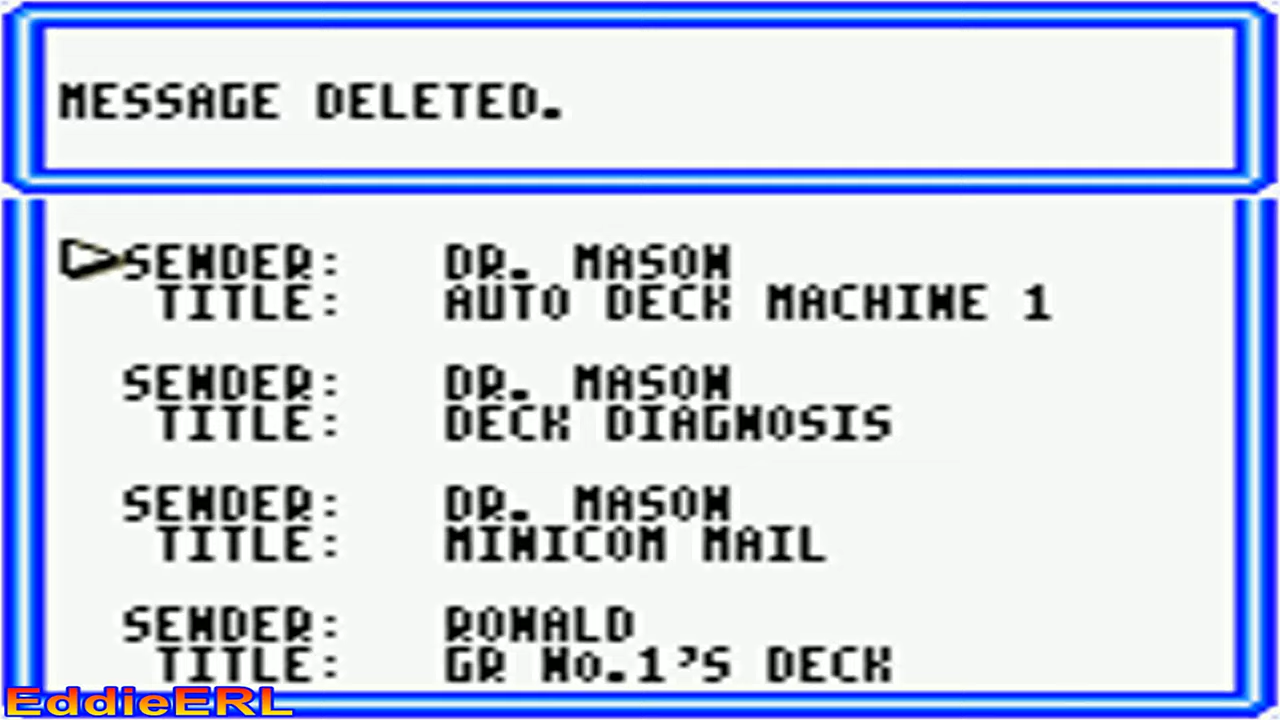 MESSAGE DELETED.
SENDER: DR. MASON
TITLE: AUTO DECK MACHINE 1
SENDER: DR. MASON
TITLE: DECK DIAGNOSIS
SENDER: DR. MASON
TITLE: MINICOM MAIL
SENDER: RONALD
TITLE: GR No.1'S DECK
EddieERL